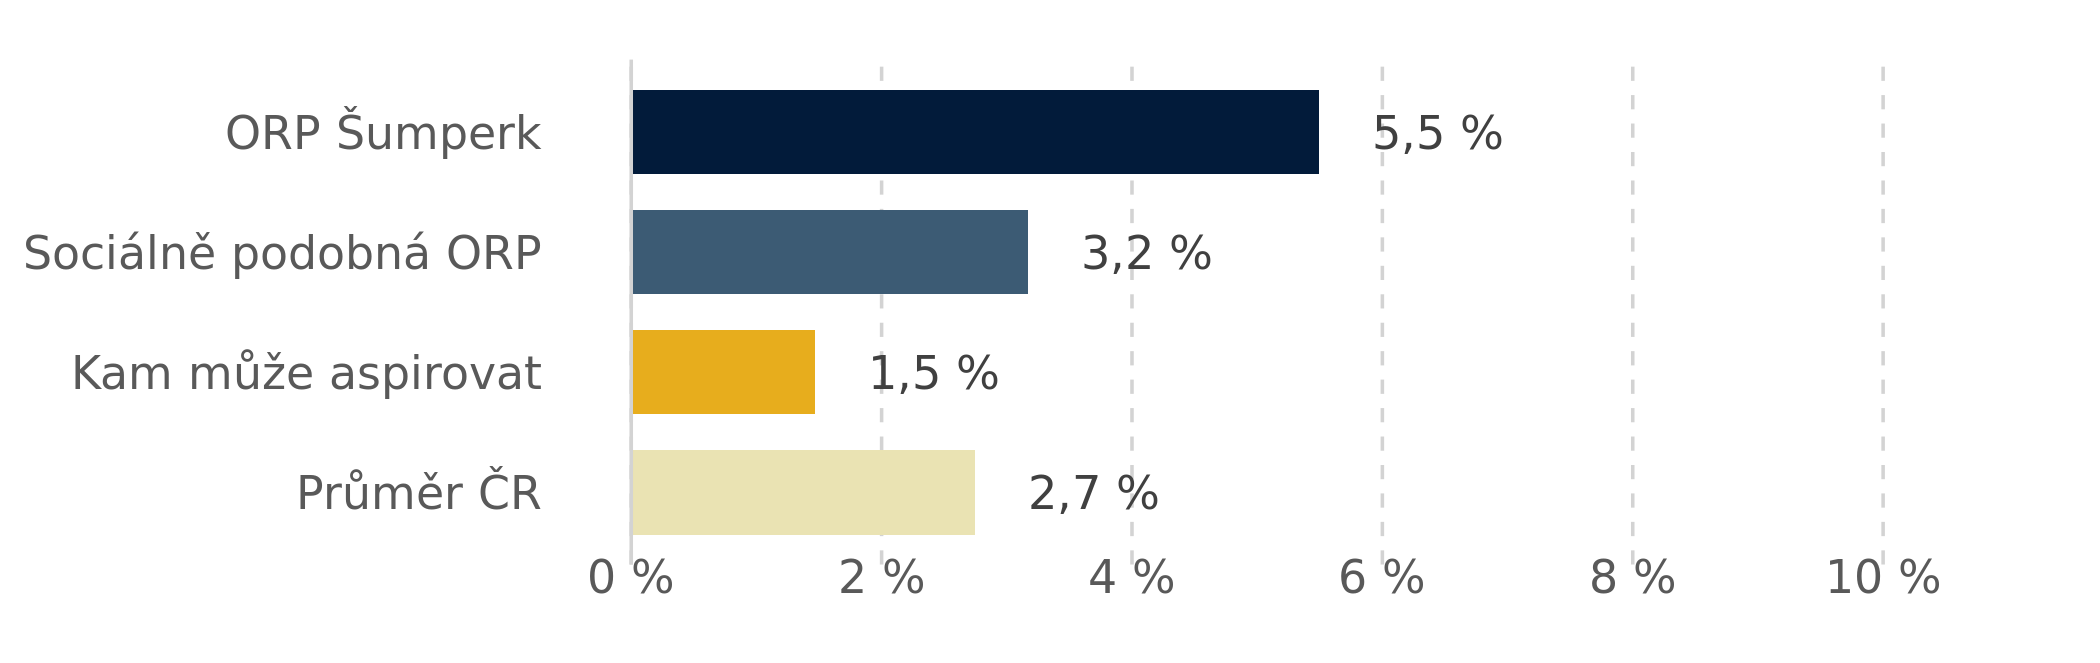 ORP Šumperk 5,5 %
Sociálně podobná ORP 3,2 %
Kam může aspirovat 1,5 %
Průměr ČR 2,7 %
0 % 2 % 4 % 6 % 8 % 10 %